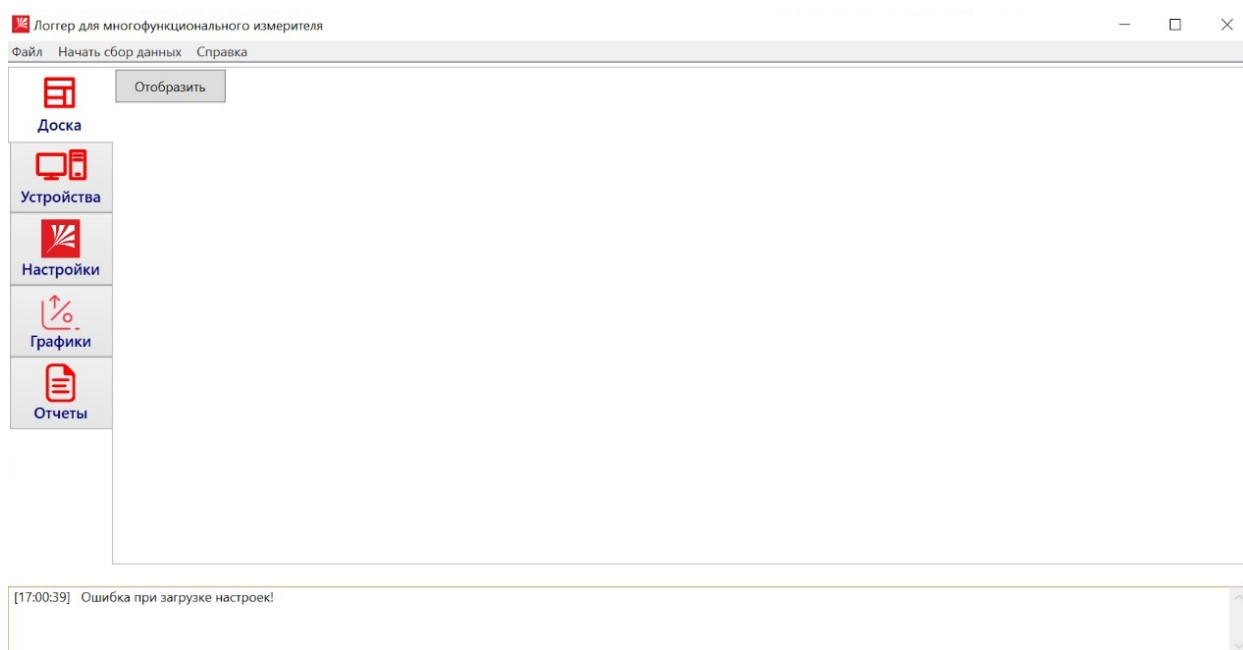 Логгер для многофункционального измерителя
Файл Начать сбор данных Справка
Отобразить
Доска
Устройства
Настройки
Графики
Отчеты
[17:00:39] Ошибка при загрузке настроек!